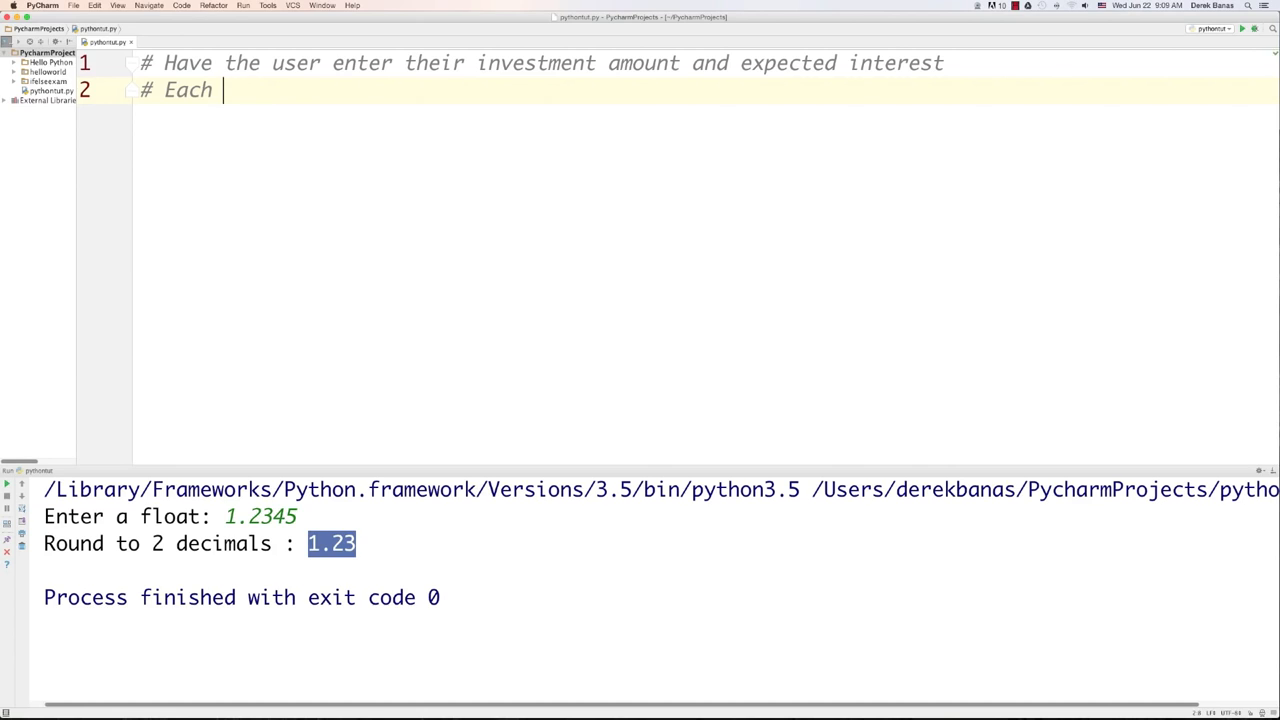 PyCharm File Edit View Navigate Code Refactor Run Tools VCS Window Help 10 Wed Jun 22 9:09 AM Derek Banas
pythontut.py - PycharmProjects - [~/PycharmProjects]
PycharmProjects pythontut.py pythontut
pythontut.py
PycharmProject
Hello Python
helloworld
ifelseexam
pythontut.py
External Librarie
1 # Have the user enter their investment amount and expected interest
2 # Each
Run pythontut
/Library/Frameworks/Python.framework/Versions/3.5/bin/python3.5 /Users/derekbanas/PycharmProjects/pytho
Enter a float: 1.2345
Round to 2 decimals : 1.23
Process finished with exit code 0
2:8 LF÷ UTF-8÷